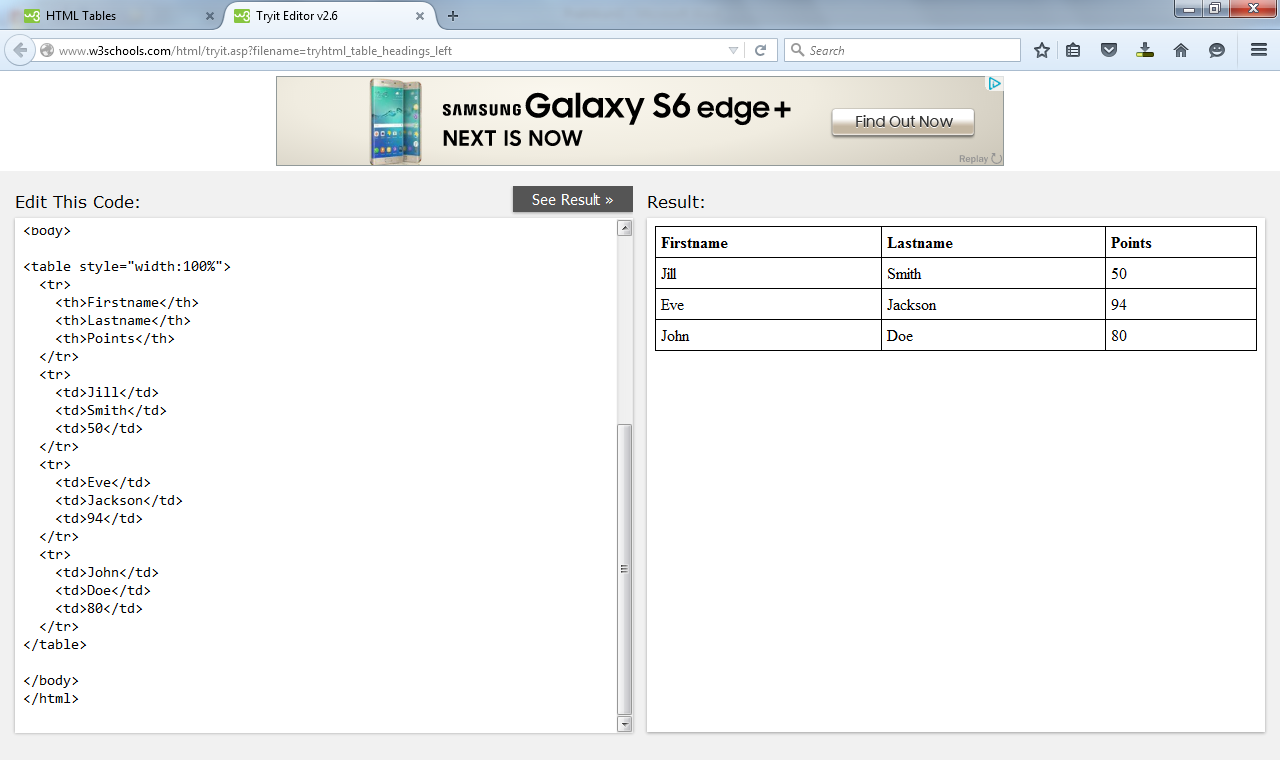 HTML Tables
Tryit Editor v2.6
www.w3schools.com/html/tryit.asp?filename=tryhtml_table_headings_left
Search
SAMSUNG Galaxy S6 edge+
NEXT IS NOW
Find Out Now
Replay
Edit This Code:
See Result »
Result:
<body>
<table style="width:100%">
  <tr>
    <th>Firstname</th>
    <th>Lastname</th>
    <th>Points</th>
  </tr>
  <tr>
    <td>Jill</td>
    <td>Smith</td>
    <td>50</td>
  </tr>
  <tr>
    <td>Eve</td>
    <td>Jackson</td>
    <td>94</td>
  </tr>
  <tr>
    <td>John</td>
    <td>Doe</td>
    <td>80</td>
  </tr>
</table>
</body>
</html>
Firstname Lastname Points
Jill Smith 50
Eve Jackson 94
John Doe 80